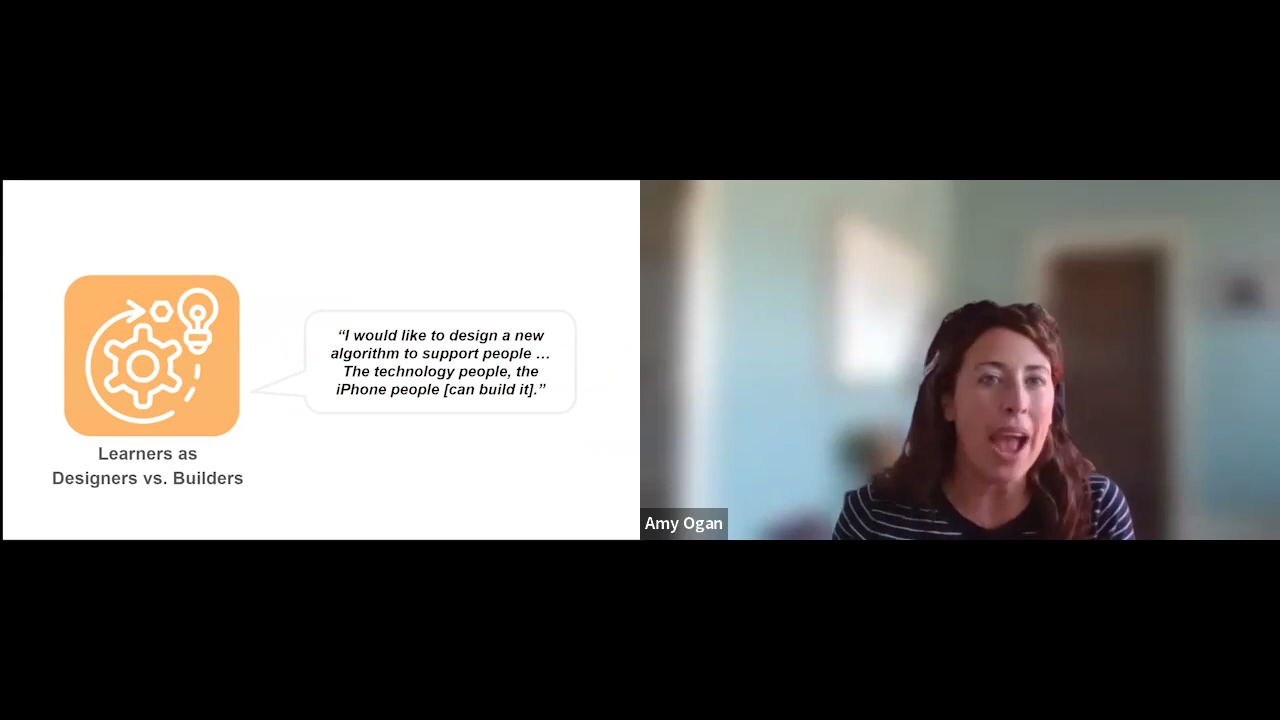 “I would like to design a new
algorithm to support people …
The technology people, the
iPhone people [can build it].”
Learners as
Designers vs. Builders
Amy Ogan